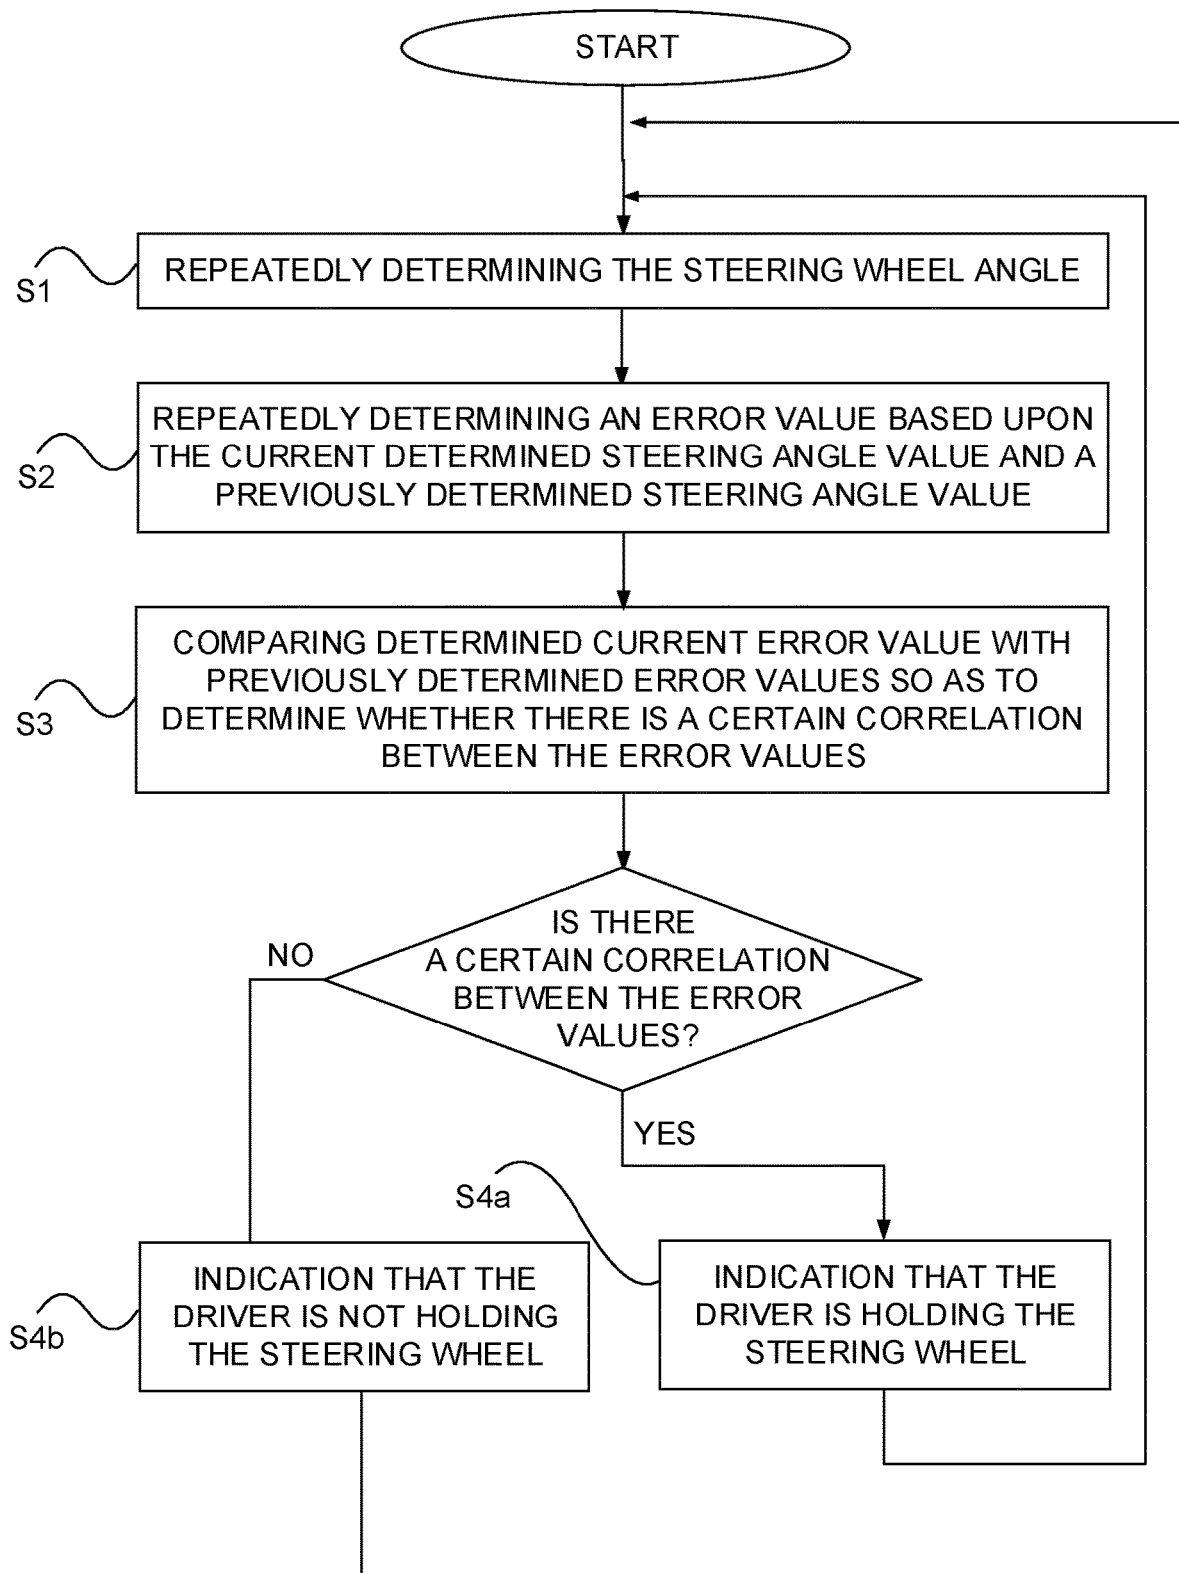 START
REPEATEDLY DETERMINING THE STEERING WHEEL ANGLE
S1
REPEATEDLY DETERMINING AN ERROR VALUE BASED UPON
THE CURRENT DETERMINED STEERING ANGLE VALUE AND A
PREVIOUSLY DETERMINED STEERING ANGLE VALUE
S2
COMPARING DETERMINED CURRENT ERROR VALUE WITH
PREVIOUSLY DETERMINED ERROR VALUES SO AS TO
DETERMINE WHETHER THERE IS A CERTAIN CORRELATION
BETWEEN THE ERROR VALUES
S3
IS THERE
A CERTAIN CORRELATION
BETWEEN THE ERROR
VALUES?
NO
YES
S4a
INDICATION THAT THE
DRIVER IS NOT HOLDING
THE STEERING WHEEL
S4b
INDICATION THAT THE
DRIVER IS HOLDING THE
STEERING WHEEL